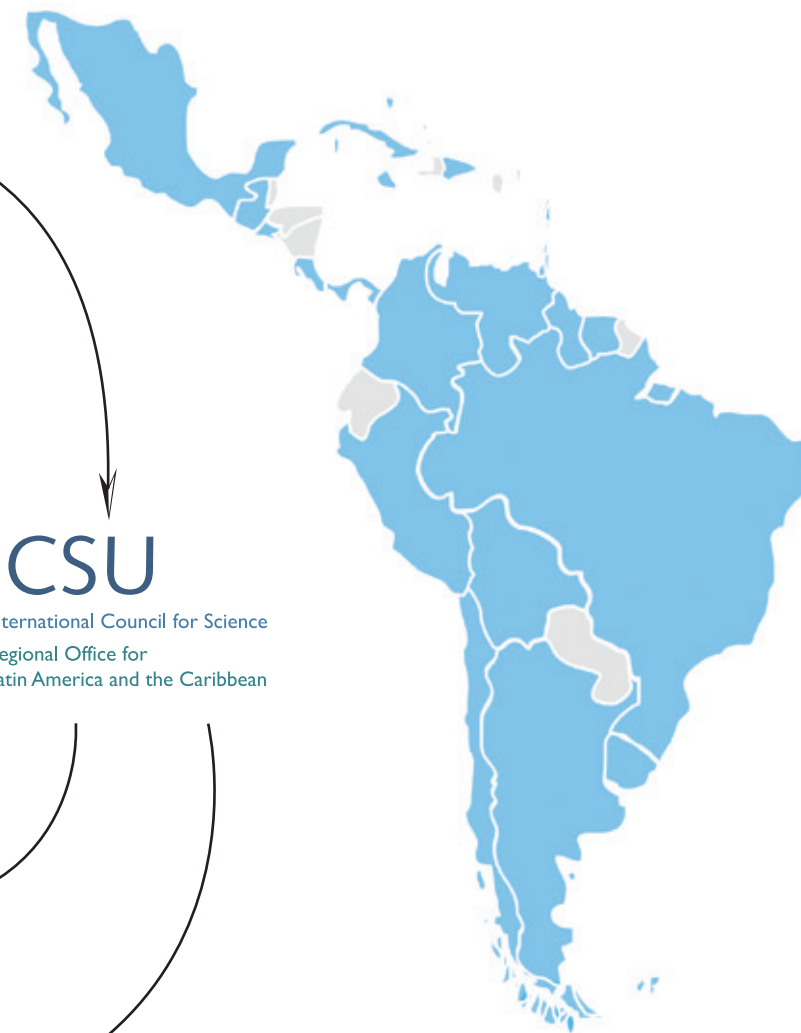 CSU
nternational Council for Science
egional Office for
atin America and the Caribbean